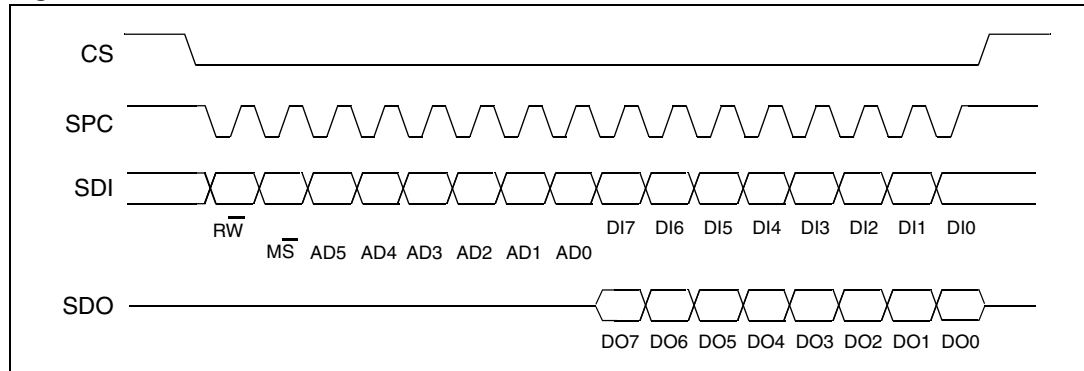 CS
SPC
SDI
RW̅ DI7 DI6 DI5 DI4 DI3 DI2 DI1 DI0
MS̅ AD5 AD4 AD3 AD2 AD1 AD0
SDO
DO7 DO6 DO5 DO4 DO3 DO2 DO1 DO0